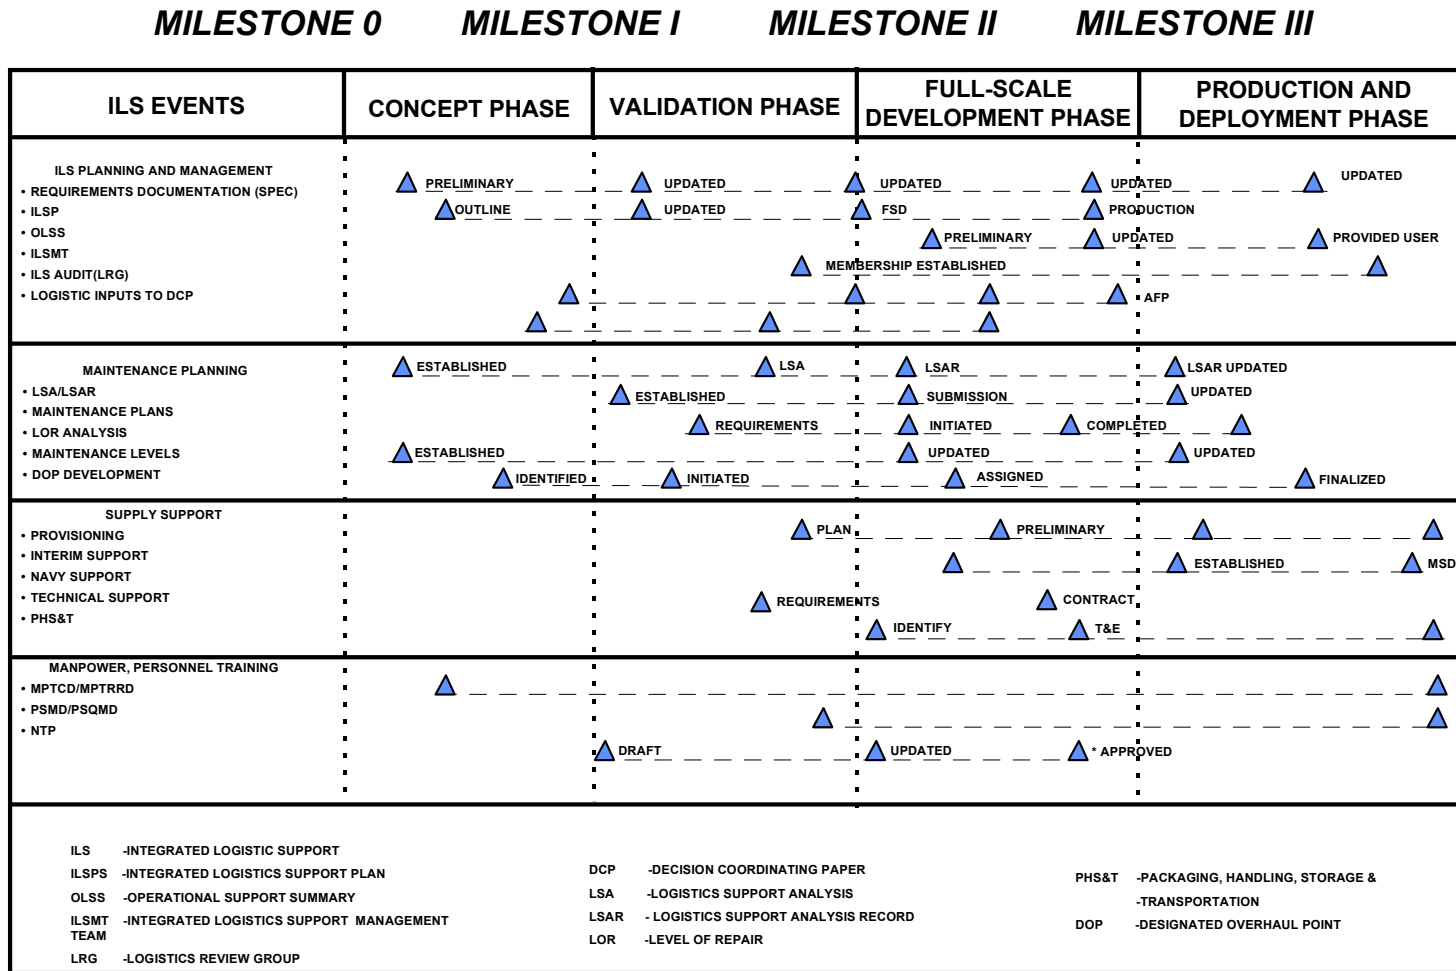 MILESTONE 0 MILESTONE I MILESTONE II MILESTONE III
ILS EVENTS
CONCEPT PHASE
VALIDATION PHASE
FULL-SCALE
DEVELOPMENT PHASE
PRODUCTION AND
DEPLOYMENT PHASE
ILS PLANNING AND MANAGEMENT
• REQUIREMENTS DOCUMENTATION (SPEC)
• ILSP
• OLSS
• ILSMT
• ILS AUDIT(LRG)
• LOGISTIC INPUTS TO DCP
PRELIMINARY UPDATED UPDATED UPDATED UPDATED
OUTLINE UPDATED FSD PRODUCTION
PRELIMINARY UPDATED PROVIDED USER
MEMBERSHIP ESTABLISHED
AFP
MAINTENANCE PLANNING
• LSA/LSAR
• MAINTENANCE PLANS
• LOR ANALYSIS
• MAINTENANCE LEVELS
• DOP DEVELOPMENT
ESTABLISHED LSA LSAR LSAR UPDATED
ESTABLISHED SUBMISSION UPDATED
REQUIREMENTS INITIATED COMPLETED
ESTABLISHED UPDATED UPDATED
IDENTIFIED INITIATED ASSIGNED FINALIZED
SUPPLY SUPPORT
• PROVISIONING
• INTERIM SUPPORT
• NAVY SUPPORT
• TECHNICAL SUPPORT
• PHS&T
PLAN PRELIMINARY
ESTABLISHED MSD
REQUIREMENTS CONTRACT
IDENTIFY T&E
MANPOWER, PERSONNEL TRAINING
• MPTCD/MPTRRD
• PSMD/PSQMD
• NTP
DRAFT UPDATED * APPROVED
ILS -INTEGRATED LOGISTIC SUPPORT
ILSPS -INTEGRATED LOGISTICS SUPPORT PLAN
OLSS -OPERATIONAL SUPPORT SUMMARY
ILSMT -INTEGRATED LOGISTICS SUPPORT MANAGEMENT
TEAM
LRG -LOGISTICS REVIEW GROUP
DCP -DECISION COORDINATING PAPER
LSA -LOGISTICS SUPPORT ANALYSIS
LSAR - LOGISTICS SUPPORT ANALYSIS RECORD
LOR -LEVEL OF REPAIR
PHS&T -PACKAGING, HANDLING, STORAGE &
-TRANSPORTATION
DOP -DESIGNATED OVERHAUL POINT